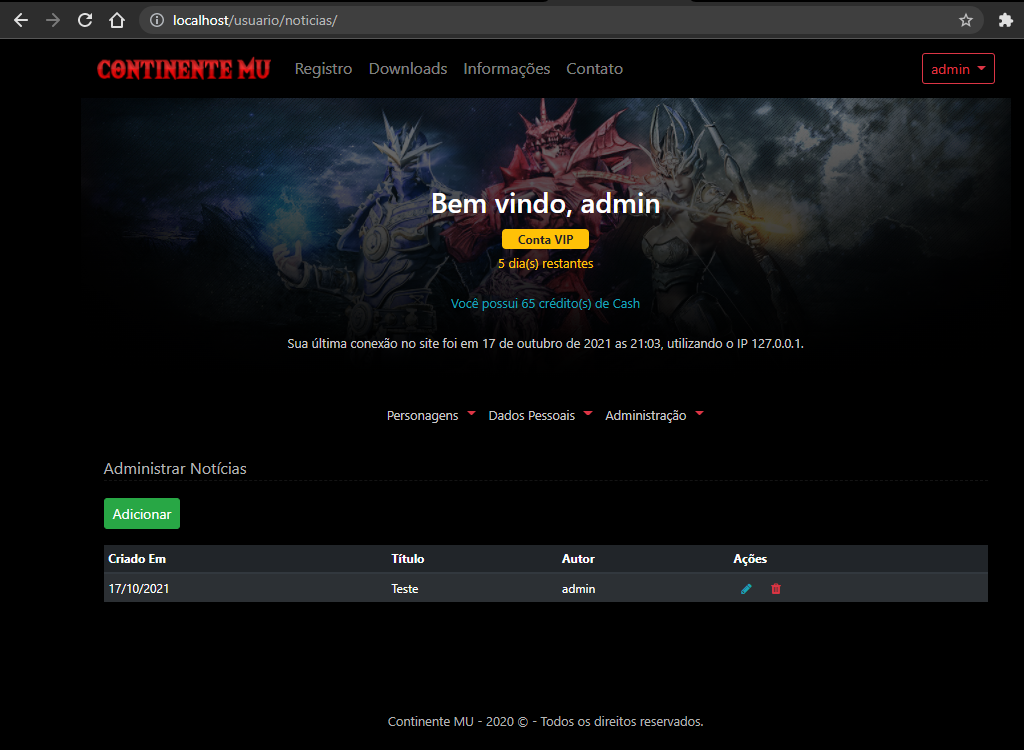 localhost/usuario/noticias/
CONTINENTE MU Registro Downloads Informações Contato admin
Bem vindo, admin
Conta VIP
5 dia(s) restantes
Você possui 65 crédito(s) de Cash
Sua última conexão no site foi em 17 de outubro de 2021 as 21:03, utilizando o IP 127.0.0.1.
Personagens Dados Pessoais Administração
Administrar Notícias
Adicionar
Criado Em Título Autor Ações
17/10/2021 Teste admin
Continente MU - 2020 © - Todos os direitos reservados.